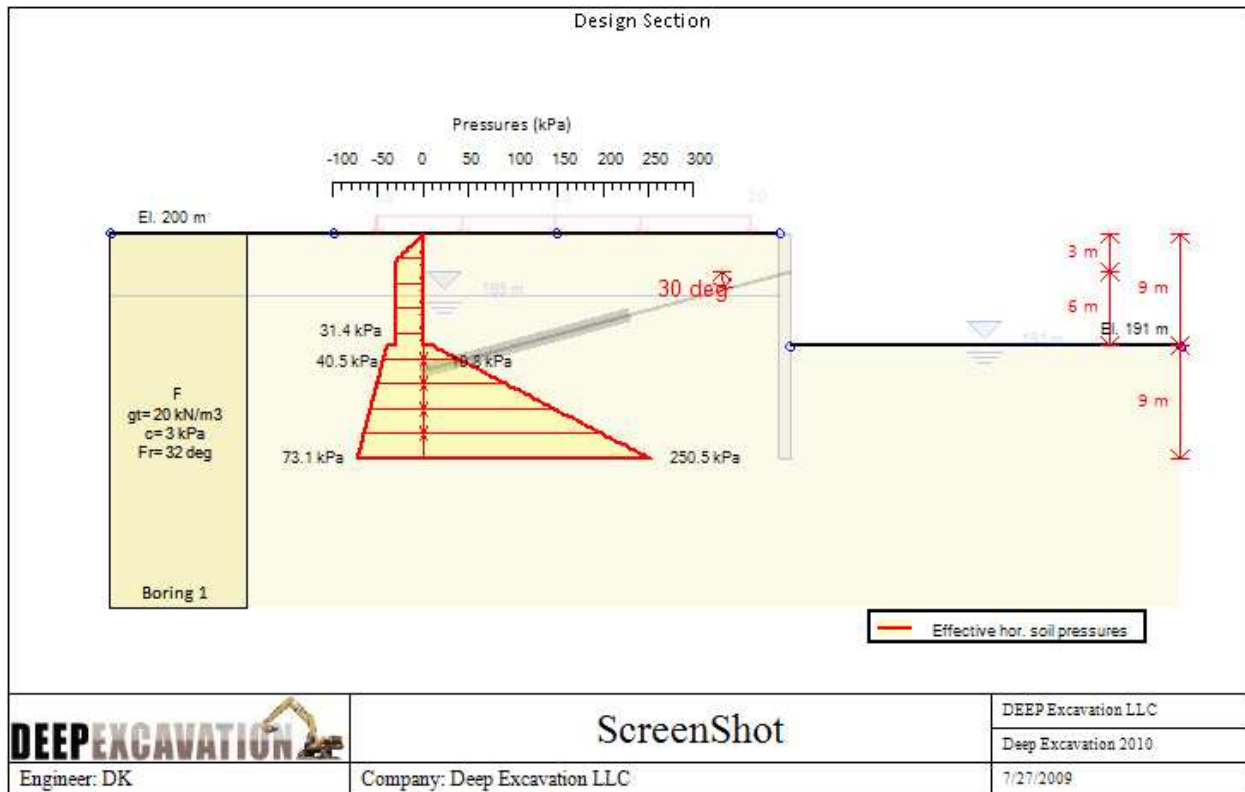 Design Section
Pressures (kPa)
-100 -50 0 50 100 150 200 250 300
El. 200 m
3 m
30 deg
9 m
6 m
31.4 kPa
El. 191 m
40.5 kPa
F
gt= 20 kN/m3
c= 3 kPa
Fr= 32 deg
9 m
73.1 kPa
250.5 kPa
Boring 1
Effective hor. soil pressures
DEEP EXCAVATION
ScreenShot
DEEP Excavation LLC
Deep Excavation 2010
Engineer: DK
Company: Deep Excavation LLC
7/27/2009